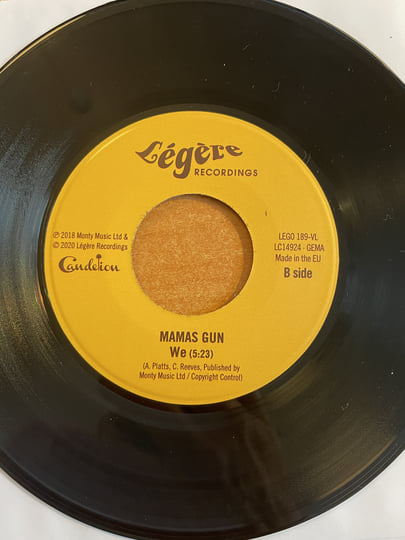 Légère
RECORDINGS
℗ 2018 Monty Music Ltd &
© 2020 Légère Recordings
Candelion
LEGO 189-VL
LC14924 - GEMA
Made in the EU
B side
MAMAS GUN
We (5:23)
(A. Platts, C. Reeves, Published by
Monty Music Ltd / Copyright Control)